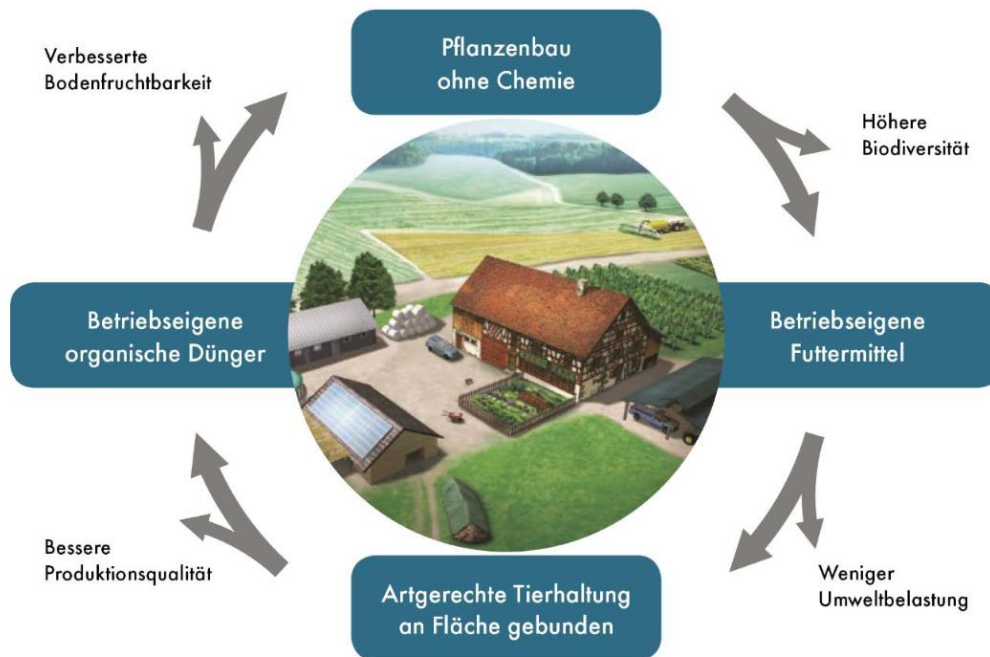 Verbesserte
Bodenfruchtbarkeit
Pflanzenbau
ohne Chemie
Höhere
Biodiversität
Betriebseigene
organische Dünger
Betriebseigene
Futtermittel
Bessere
Produktionsqualität
Artgerechte Tierhaltung
an Fläche gebunden
Weniger
Umweltbelastung